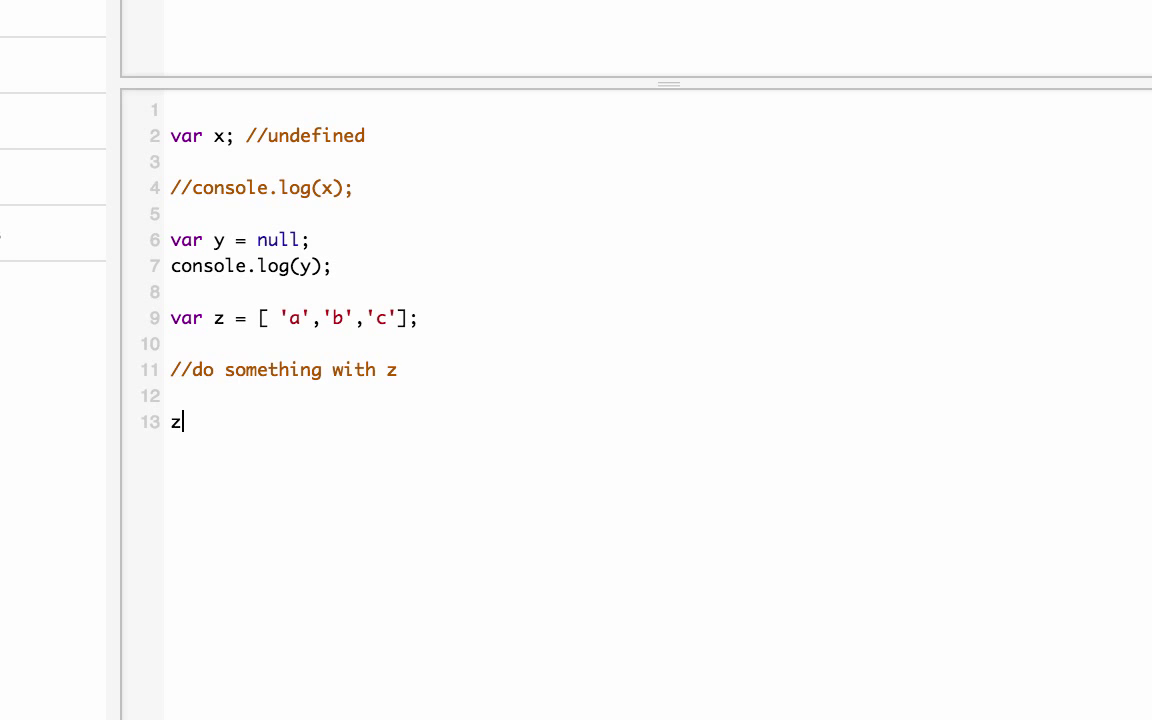 1
2 var x; //undefined
3
4 //console.log(x);
5
6 var y = null;
7 console.log(y);
8
9 var z = [ 'a','b','c'];
10
11 //do something with z
12
13 z